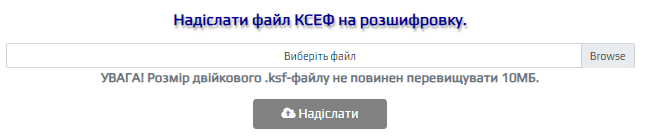 Надіслати файл КСЕФ на розшифровку.
Виберіть файл Browse
УВАГА! Розмір двійкового .ksf-файлу не повинен перевищувати 10МБ.
Надіслати